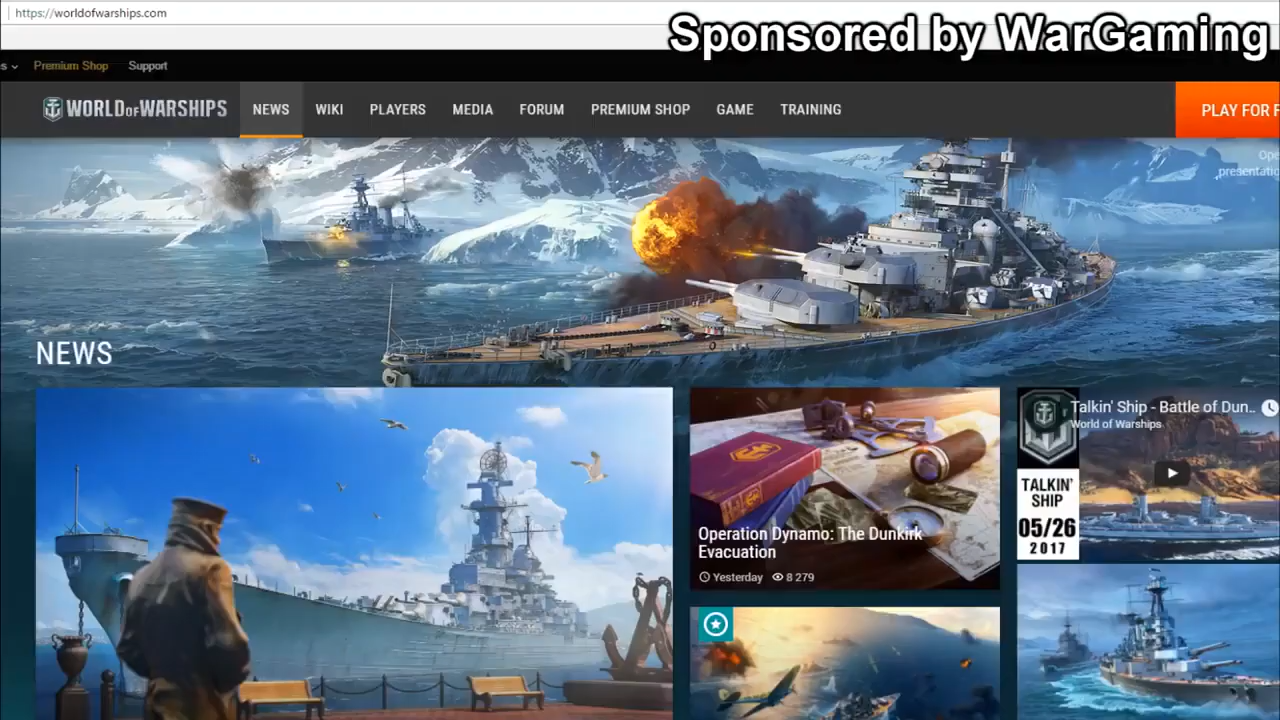 https://worldofwarships.com
Sponsored by WarGaming
s Premium Shop Support
WORLD OF WARSHIPS NEWS WIKI PLAYERS MEDIA FORUM PREMIUM SHOP GAME TRAINING PLAY FOR F
Ope
presentatio
NEWS
Talkin' Ship - Battle of Dun...
World of Warships
TALKIN'
SHIP
05/26
2017
Operation Dynamo: The Dunkirk
Evacuation
Yesterday 8 279